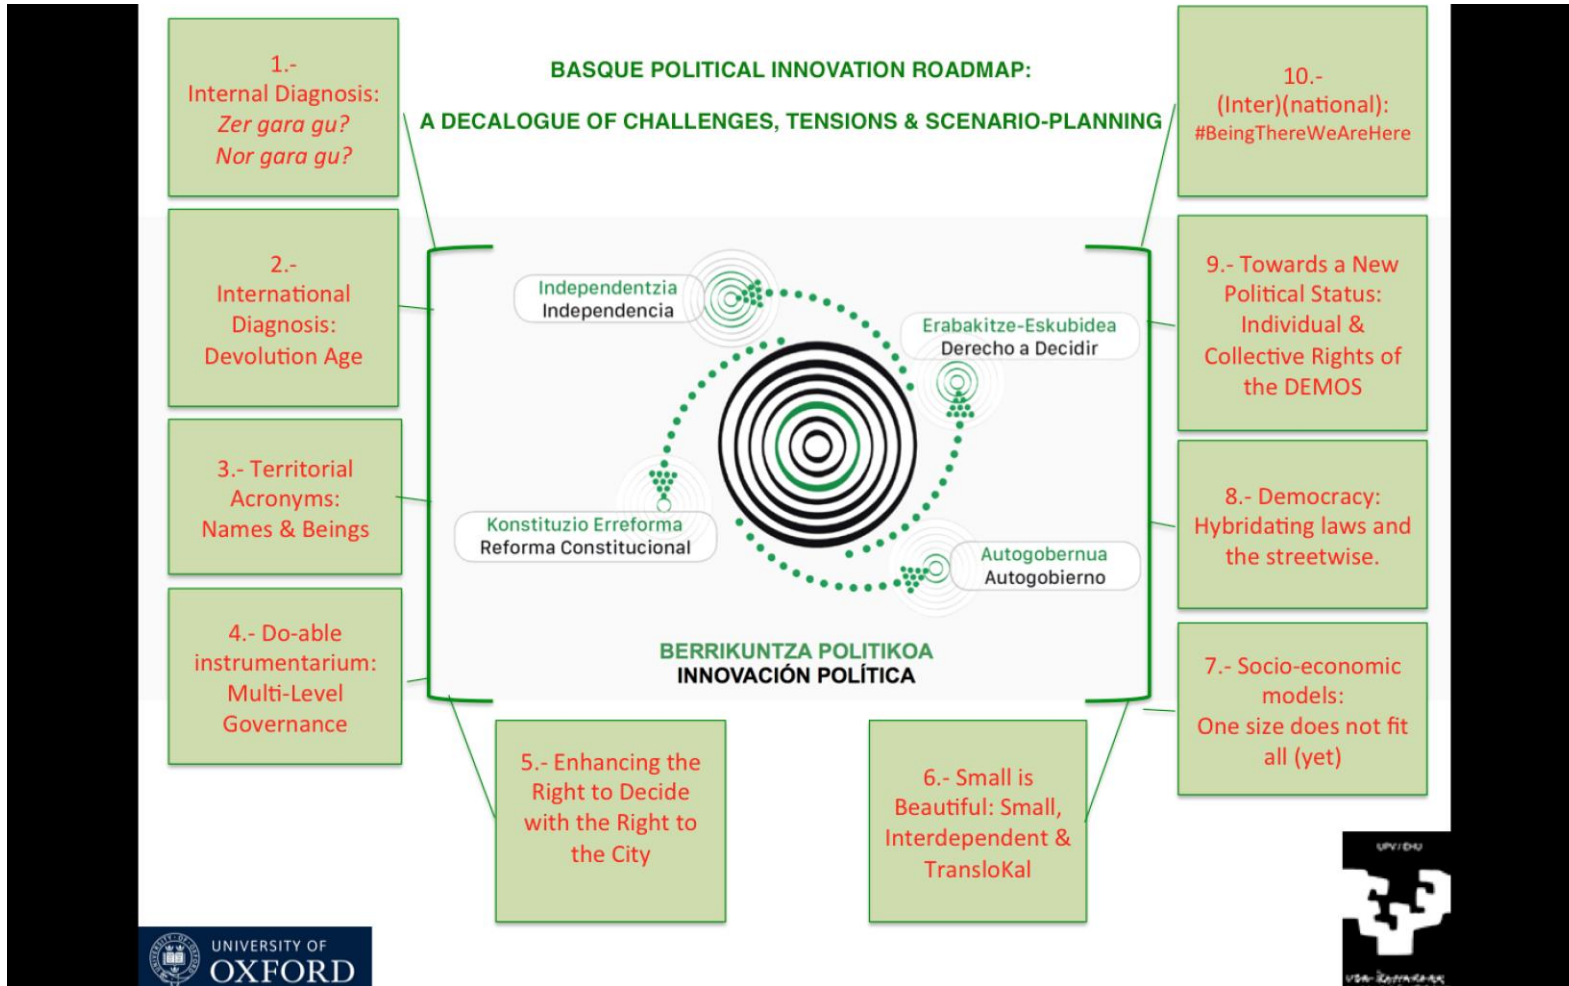 BASQUE POLITICAL INNOVATION ROADMAP:
A DECALOGUE OF CHALLENGES, TENSIONS & SCENARIO-PLANNING
1.-
Internal Diagnosis:
Zer gara gu?
Nor gara gu?
2.-
International
Diagnosis:
Devolution Age
3.- Territorial
Acronyms:
Names & Beings
4.- Do-able
instrumentarium:
Multi-Level
Governance
5.- Enhancing the
Right to Decide
with the Right to
the City
6.- Small is
Beautiful: Small,
Interdependent &
TransloKal
7.- Socio-economic
models:
One size does not fit
all (yet)
8.- Democracy:
Hybridating laws and
the streetwise.
9.- Towards a New
Political Status:
Individual &
Collective Rights of
the DEMOS
10.-
(Inter)(national):
#BeingThereWeAreHere
Independentzia
Independencia
Erabakitze-Eskubidea
Derecho a Decidir
Konstituzio Erreforma
Reforma Constitucional
Autogobernua
Autogobierno
BERRIKUNTZA POLITIKOA
INNOVACIÓN POLÍTICA
UNIVERSITY OF
OXFORD
UPV/EHU